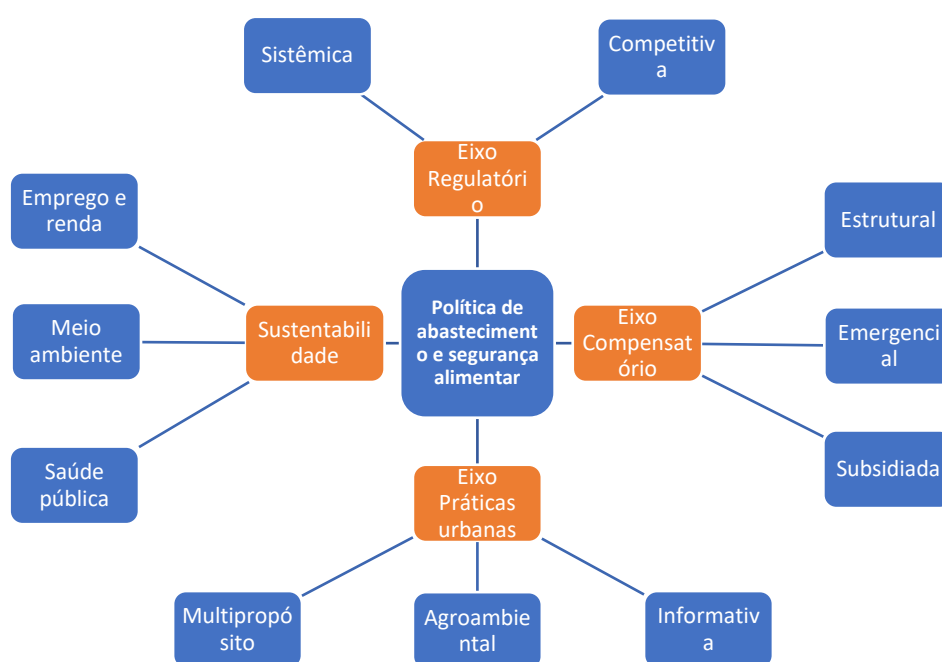 Sistêmica
Competitiv
a
Eixo
Regulatóri
o
Emprego e
renda
Estrutural
Meio
ambiente
Sustentabili
dade
Política de
abasteciment
o e segurança
alimentar
Eixo
Compensat
ório
Emergenci
al
Saúde
pública
Subsidiada
Eixo
Práticas
urbanas
Multipropó
sito
Agroambie
ntal
Informativ
a